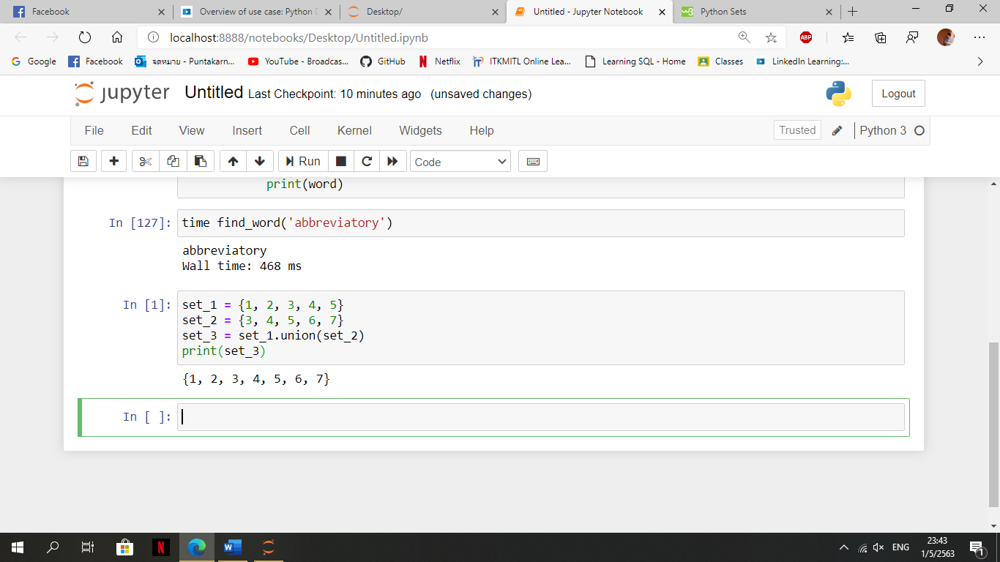 Facebook
Overview of use case: Python D
Desktop/
Untitled - Jupyter Notebook
Python Sets
localhost:8888/notebooks/Desktop/Untitled.ipynb
ABP
Google
Facebook
จดหมาย - Puntakarn...
YouTube - Broadcas...
GitHub
Netflix
ITKMITL Online Lea...
Learning SQL - Home
Classes
LinkedIn Learning:...
jupyter Untitled Last Checkpoint: 10 minutes ago (unsaved changes)
Logout
File Edit View Insert Cell Kernel Widgets Help
Trusted
Python 3
Run
Code
print(word)
In [127]: time find_word('abbreviatory')
abbreviatory
Wall time: 468 ms
In [1]: set_1 = {1, 2, 3, 4, 5}
set_2 = {3, 4, 5, 6, 7}
set_3 = set_1.union(set_2)
print(set_3)
{1, 2, 3, 4, 5, 6, 7}
In [ ]:
ENG
23:43
1/5/2563
1